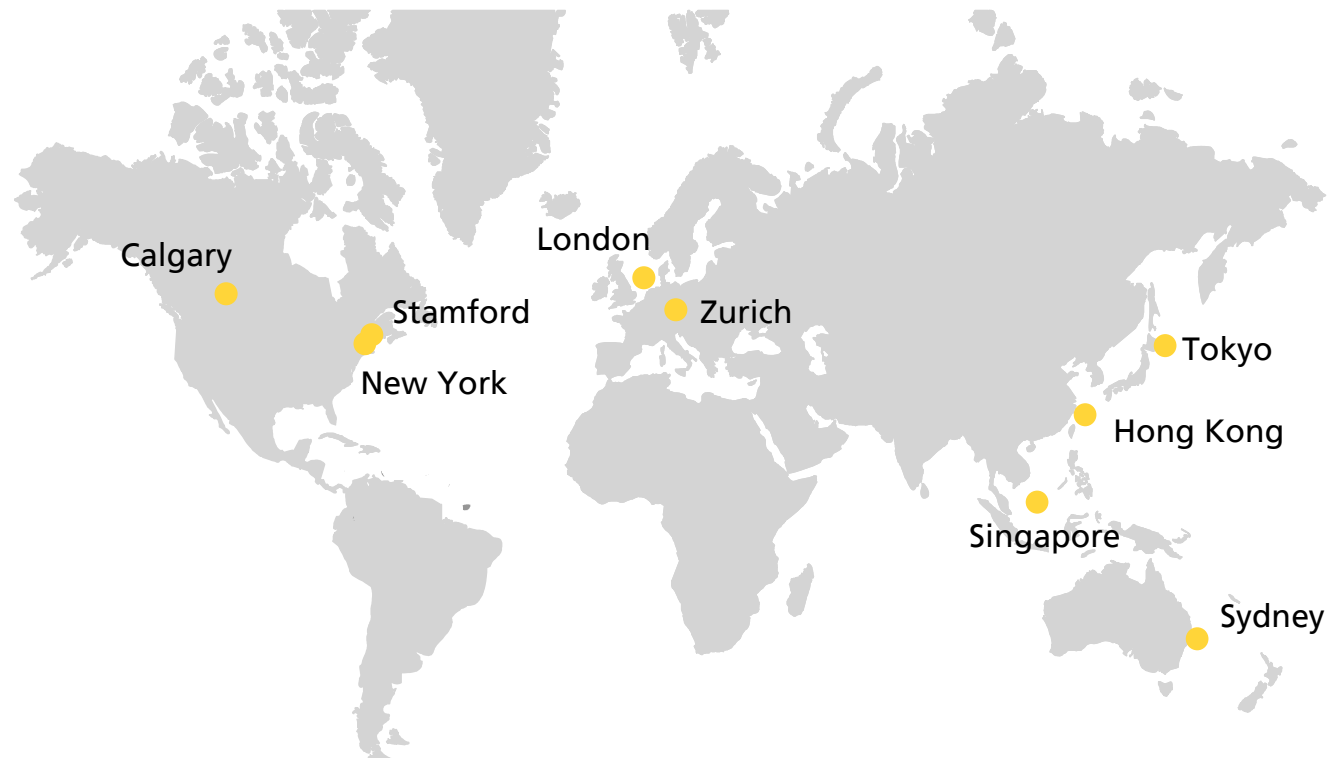 London
Calgary
Stamford
Zurich
Tokyo
New York
Hong Kong
Singapore
Sydney